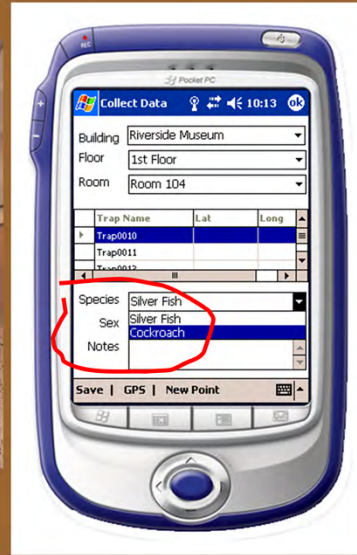 REC
Pocket PC
Collect Data 10:13 ok
Building Riverside Museum
Floor 1st Floor
Room Room 104
Trap Name Lat Long
Trap0010
Trap0011
Trap0012
Species Silver Fish
Silver Fish
Sex Cockroach
Notes
Save | GPS | New Point